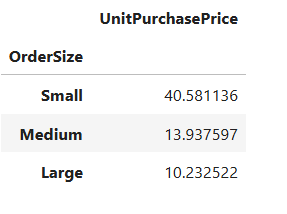 UnitPurchasePrice
OrderSize
Small 40.581136
Medium 13.937597
Large 10.232522